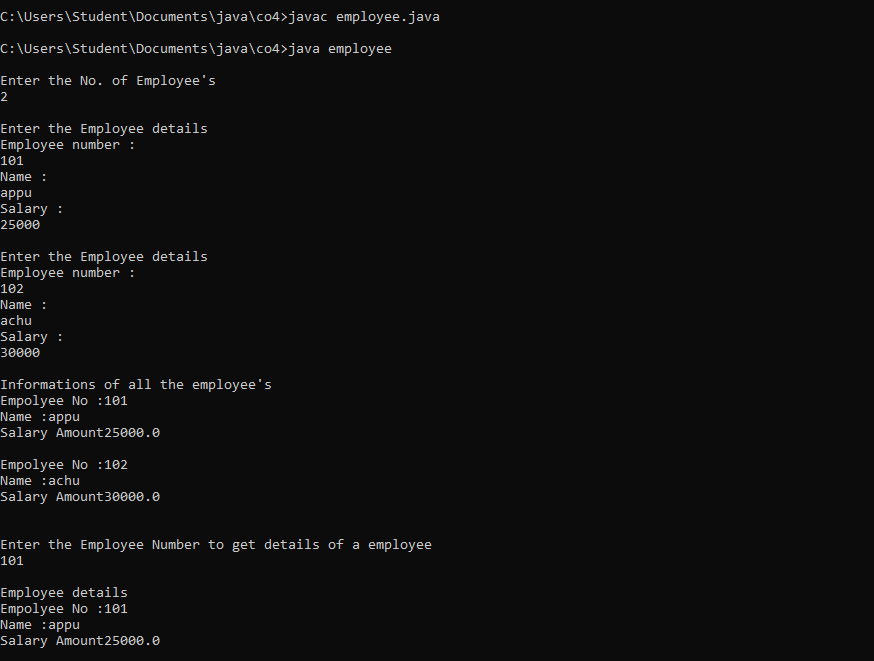 C:\Users\Student\Documents\java\co4>javac employee.java
C:\Users\Student\Documents\java\co4>java employee
Enter the No. of Employee's
2
Enter the Employee details
Employee number :
101
Name :
appu
Salary :
25000
Enter the Employee details
Employee number :
102
Name :
achu
Salary :
30000
Informations of all the employee's
Empolyee No :101
Name :appu
Salary Amount25000.0
Empolyee No :102
Name :achu
Salary Amount30000.0
Enter the Employee Number to get details of a employee
101
Employee details
Empolyee No :101
Name :appu
Salary Amount25000.0